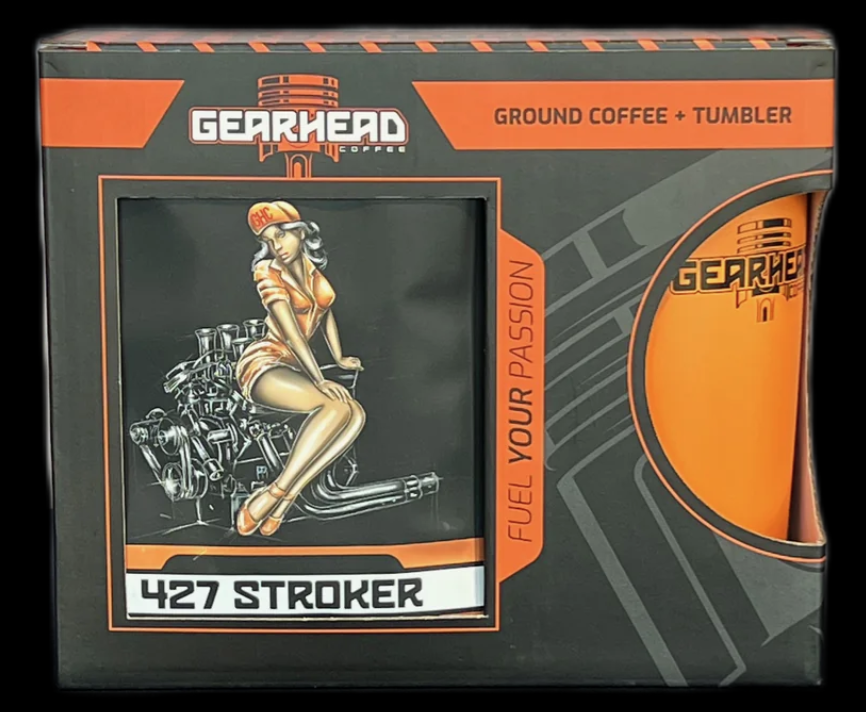 GEARHEAD
COFFEE
GROUND COFFEE + TUMBLER
GHC
FUEL YOUR PASSION
GEARHEAD
427 STROKER